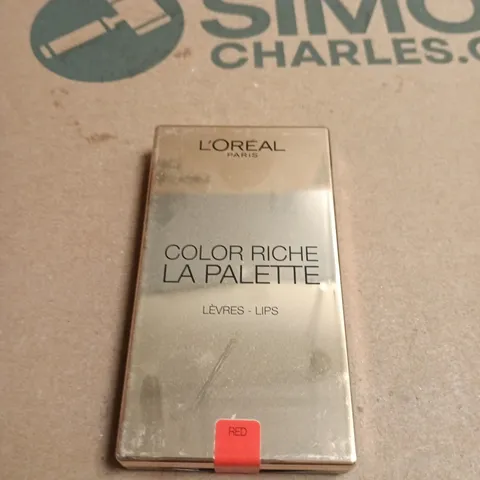 SIMO
CHARLES.C
L'ORÉAL
PARIS
COLOR RICHE
LA PALETTE
LÈVRES - LIPS
RED